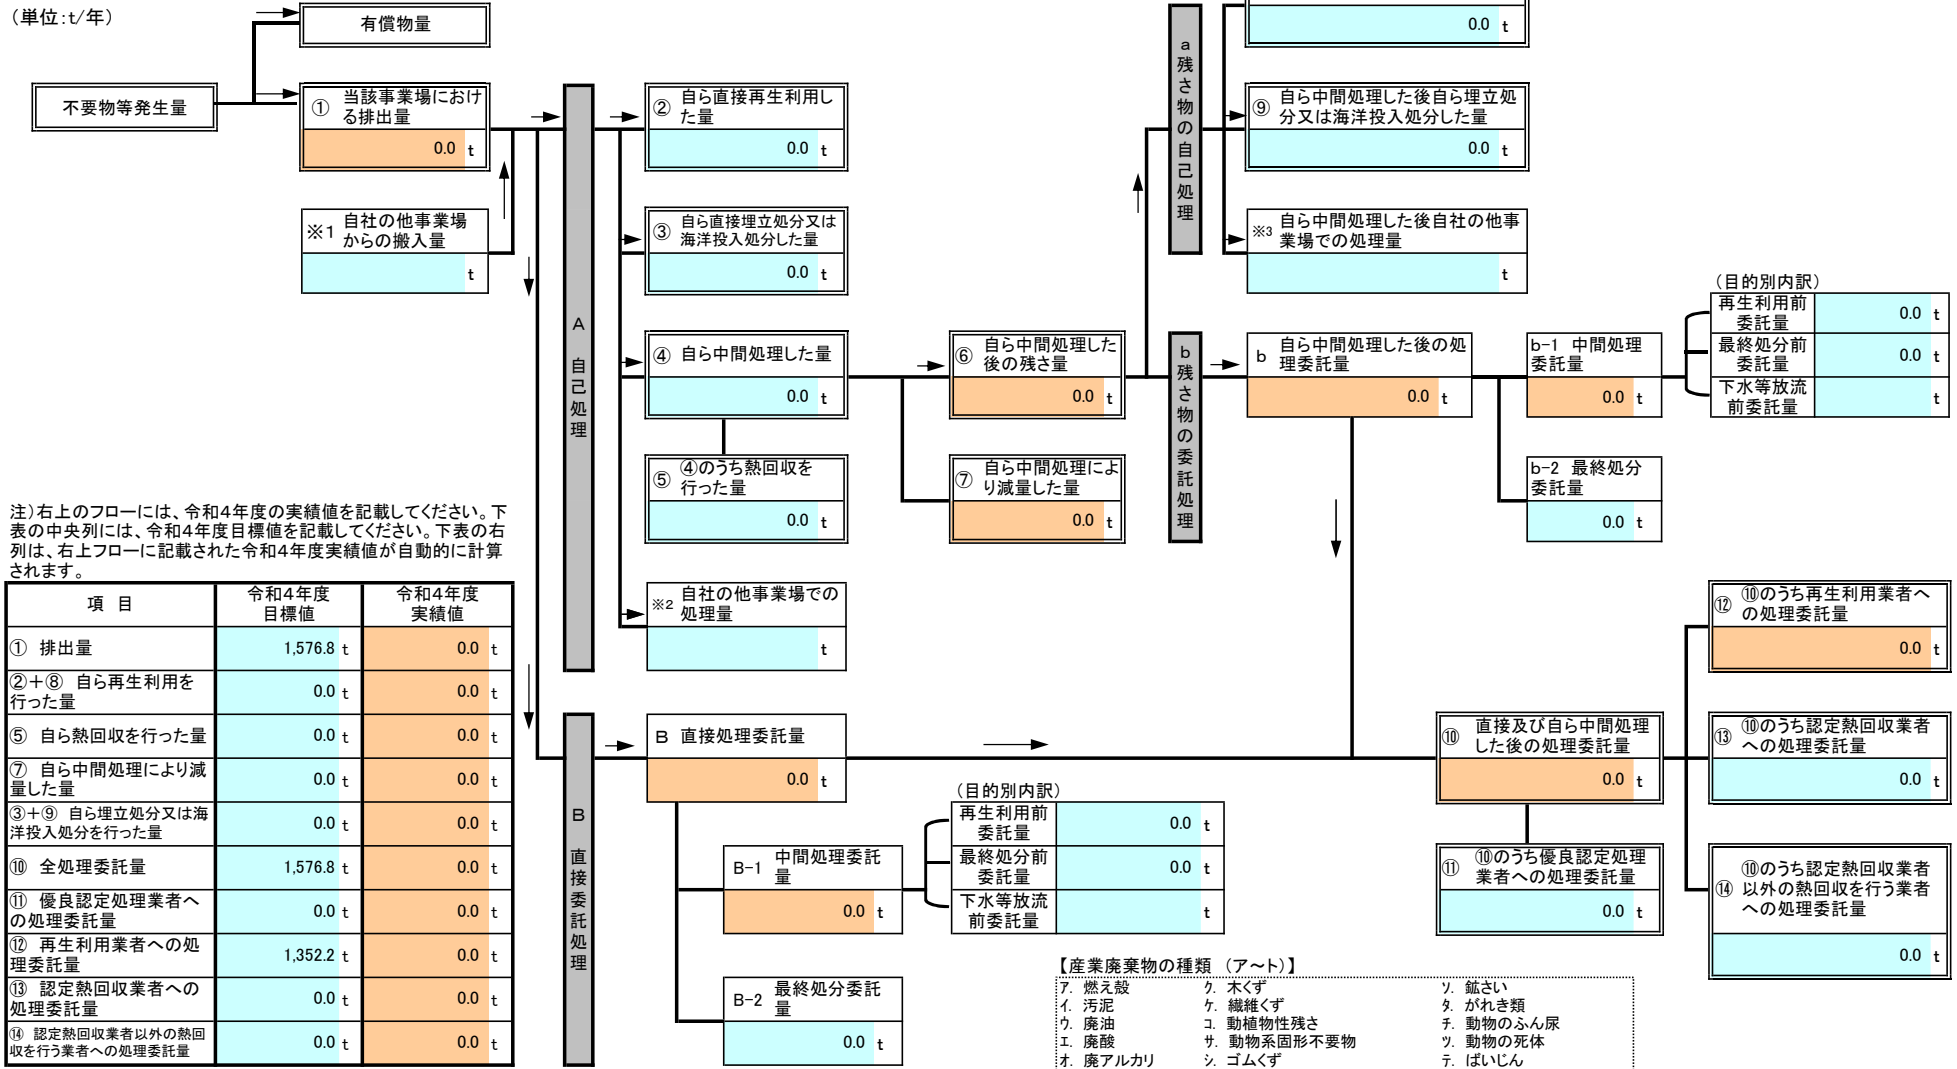 (単位:t/年)
有償物量
不要物等発生量
① 当該事業場におけ
る排出量
0.0 t
※1 自社の他事業場
からの搬入量
t
A 自己処理
② 自ら直接再生利用し
た量
0.0 t
③ 自ら直接埋立処分又は
海洋投入処分した量
0.0 t
④ 自ら中間処理した量
0.0 t
⑤ ④のうち熱回収を
行った量
0.0 t
※2 自社の他事業場での
処理量
t
⑥ 自ら中間処理した
後の残さ量
0.0 t
⑦ 自ら中間処理によ
り減量した量
0.0 t
a 残さ物の自己処理
0.0 t
⑨ 自ら中間処理した後自ら埋立処
分又は海洋投入処分した量
0.0 t
※3 自ら中間処理した後自社の他事
業場での処理量
t
b 残さ物の委託処理
b 自ら中間処理した後の処
理委託量
0.0 t
b-1 中間処理
委託量
0.0 t
b-2 最終処分
委託量
0.0 t
(目的別内訳)
再生利用前
委託量
0.0 t
最終処分前
委託量
0.0 t
下水等放流
前委託量
t
注)右上のフローには、令和4年度の実績値を記載してください。下
表の中央列には、令和4年度目標値を記載してください。下表の右
列は、右上フローに記載された令和4年度実績値が自動的に計算
されます。
項 目 令和4年度 目標値 令和4年度 実績値
① 排出量 1,576.8 t 0.0 t
②+⑧ 自ら再生利用を
行った量 0.0 t 0.0 t
⑤ 自ら熱回収を行った量 0.0 t 0.0 t
⑦ 自ら中間処理により減
量した量 0.0 t 0.0 t
③+⑨ 自ら埋立処分又は海
洋投入処分を行った量 0.0 t 0.0 t
⑩ 全処理委託量 1,576.8 t 0.0 t
⑪ 優良認定処理業者へ
の処理委託量 0.0 t 0.0 t
⑫ 再生利用業者への処
理委託量 1,352.2 t 0.0 t
⑬ 認定熱回収業者への
処理委託量 0.0 t 0.0 t
⑭ 認定熱回収業者以外の熱回
収を行う業者への処理委託量 0.0 t 0.0 t
B 直接委託処理
B 直接処理委託量
0.0 t
B-1 中間処理委託
量
0.0 t
B-2 最終処分委託
量
0.0 t
(目的別内訳)
再生利用前
委託量
0.0 t
最終処分前
委託量
0.0 t
下水等放流
前委託量
t
⑩ 直接及び自ら中間処理
した後の処理委託量
0.0 t
⑪ ⑩のうち優良認定処理
業者への処理委託量
0.0 t
⑫ ⑩のうち再生利用業者へ
の処理委託量
0.0 t
⑬ ⑩のうち認定熱回収業者
への処理委託量
0.0 t
⑭ ⑩のうち認定熱回収業者
以外の熱回収を行う業者
への処理委託量
0.0 t
【産業廃棄物の種類 (ア~ト)】
ア. 燃え殻 ク. 木くず ソ. 鉱さい
イ. 汚泥 ケ. 繊維くず タ. がれき類
ウ. 廃油 コ. 動植物性残さ チ. 動物のふん尿
エ. 廃酸 サ. 動物系固形不要物 ツ. 動物の死体
オ. 廃アルカリ シ. ゴムくず テ. ばいじん